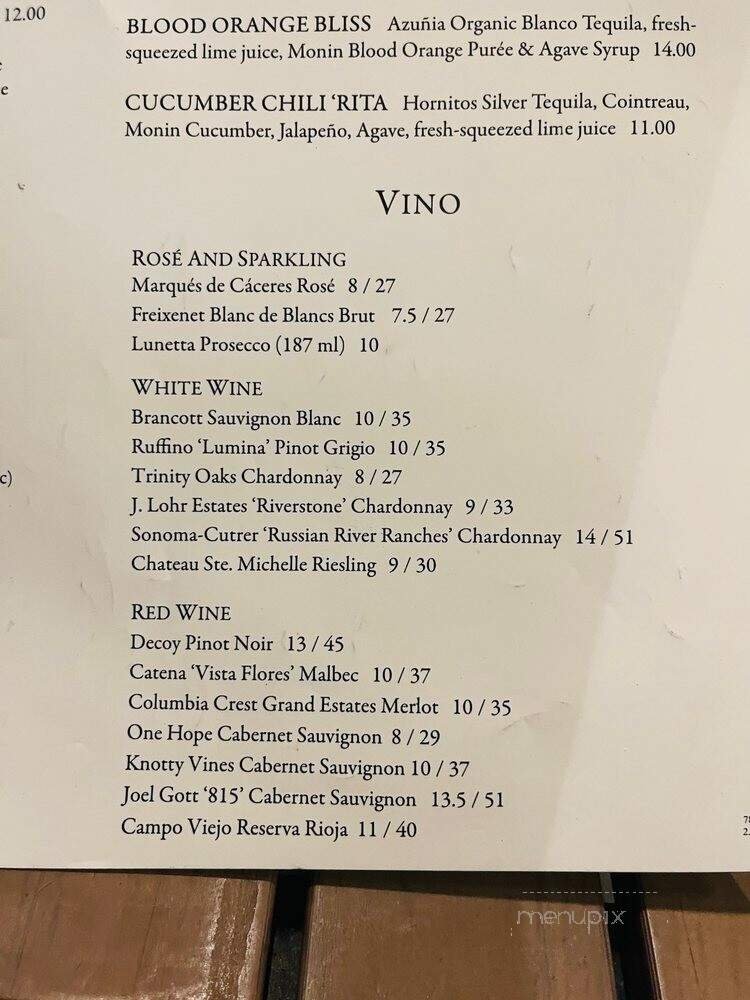 12.00
e
c)
BLOOD ORANGE BLISS Azuñia Organic Blanco Tequila, fresh-
squeezed lime juice, Monin Blood Orange Purée & Agave Syrup 14.00
CUCUMBER CHILI ‘RITA Hornitos Silver Tequila, Cointreau,
Monin Cucumber, Jalapeño, Agave, fresh-squeezed lime juice 11.00
VINO
ROSÉ AND SPARKLING
Marqués de Cáceres Rosé 8 / 27
Freixenet Blanc de Blancs Brut 7.5 / 27
Lunetta Prosecco (187 ml) 10
WHITE WINE
Brancott Sauvignon Blanc 10 / 35
Ruffino ‘Lumina’ Pinot Grigio 10 / 35
Trinity Oaks Chardonnay 8 / 27
J. Lohr Estates ‘Riverstone’ Chardonnay 9 / 33
Sonoma-Cutrer ‘Russian River Ranches’ Chardonnay 14 / 51
Chateau Ste. Michelle Riesling 9 / 30
RED WINE
Decoy Pinot Noir 13 / 45
Catena ‘Vista Flores’ Malbec 10 / 37
Columbia Crest Grand Estates Merlot 10 / 35
One Hope Cabernet Sauvignon 8 / 29
Knotty Vines Cabernet Sauvignon 10 / 37
Joel Gott ‘815’ Cabernet Sauvignon 13.5 / 51
Campo Viejo Reserva Rioja 11 / 40
menupix